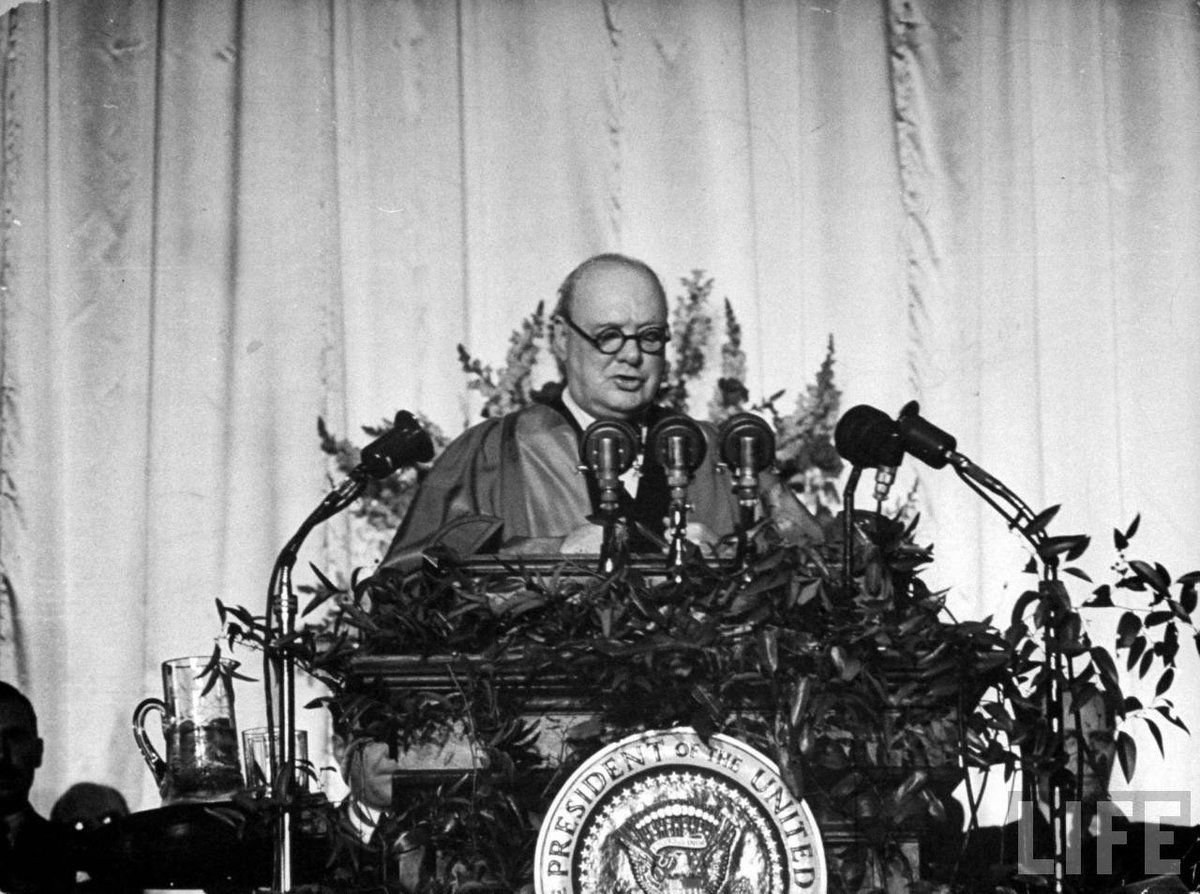 PRESIDENT OF THE UNITED
LIFE